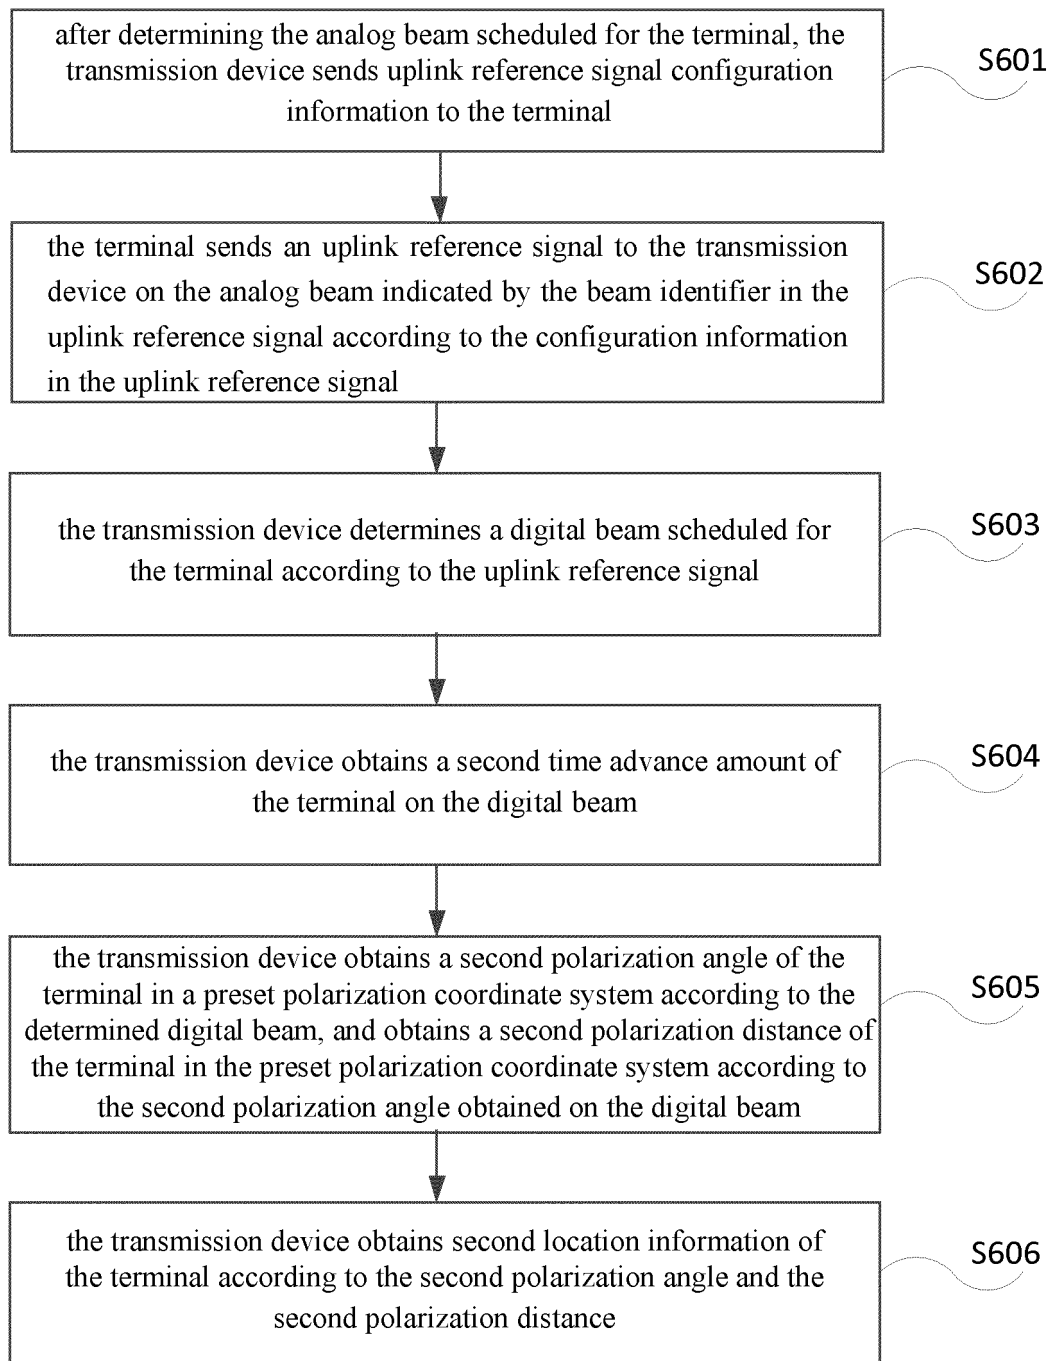 after determining the analog beam scheduled for the terminal, the
transmission device sends uplink reference signal configuration
information to the terminal
S601
the terminal sends an uplink reference signal to the transmission
device on the analog beam indicated by the beam identifier in the
uplink reference signal according to the configuration information
in the uplink reference signal
S602
the transmission device determines a digital beam scheduled for
the terminal according to the uplink reference signal
S603
the transmission device obtains a second time advance amount of
the terminal on the digital beam
S604
the transmission device obtains a second polarization angle of the
terminal in a preset polarization coordinate system according to the
determined digital beam, and obtains a second polarization distance of
the terminal in the preset polarization coordinate system according to
the second polarization angle obtained on the digital beam
S605
the transmission device obtains second location information of
the terminal according to the second polarization angle and the
second polarization distance
S606